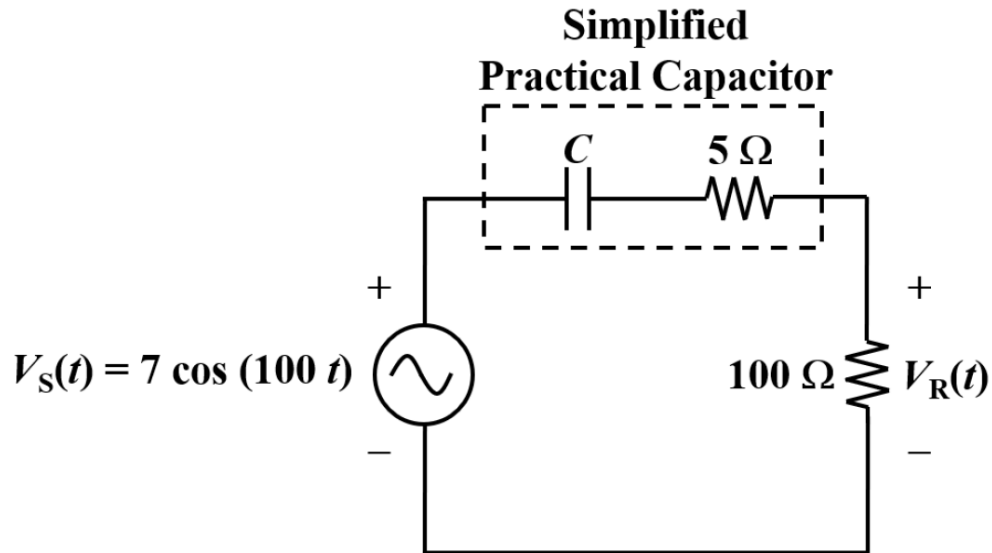 Simplified
Practical Capacitor
C
5 Ω
+
+
V_S(t) = 7 cos (100 t)
100 Ω
V_R(t)
−
−